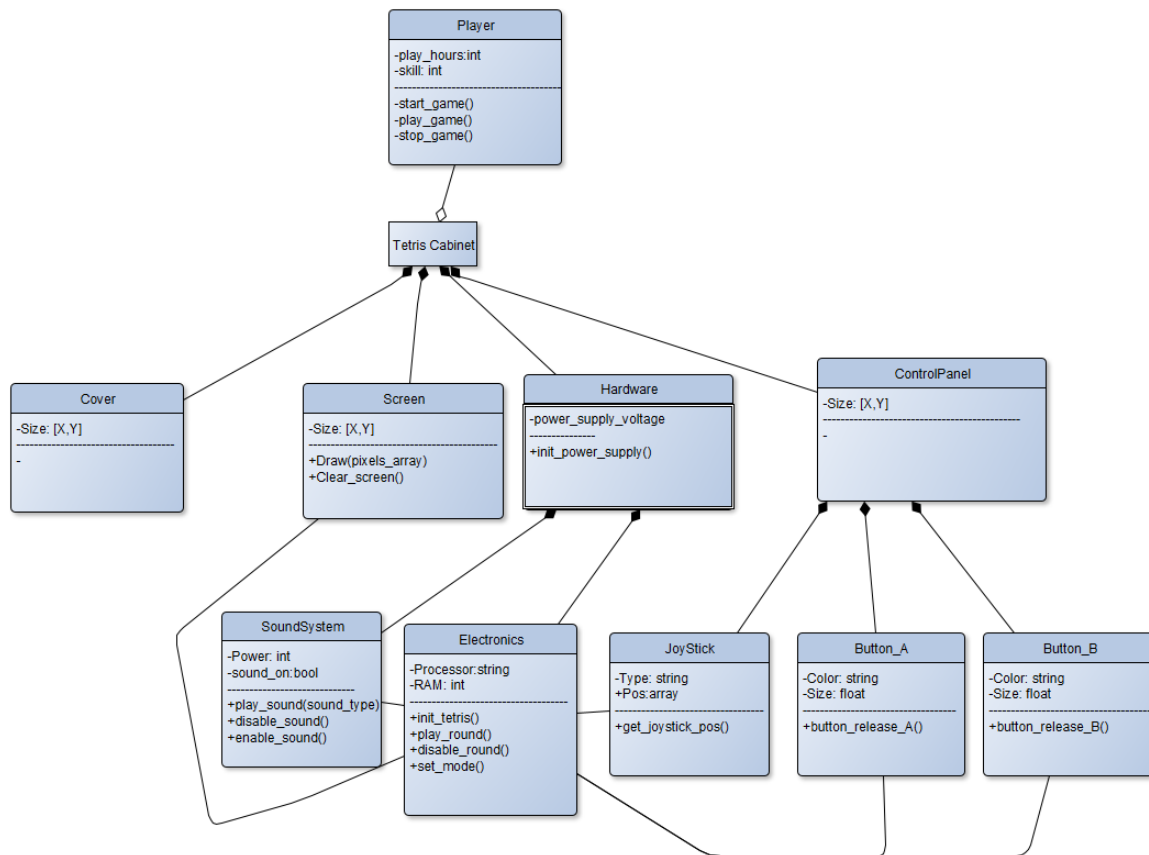 Player
-play_hours:int
-skill: int
-start_game()
-play_game()
-stop_game()
Tetris Cabinet
Cover
-Size: [X,Y]
-
Screen
-Size: [X,Y]
+Draw(pixels_array)
+Clear_screen()
Hardware
-power_supply_voltage
+init_power_supply()
ControlPanel
-Size: [X,Y]
-
SoundSystem
-Power: int
-sound_on:bool
+play_sound(sound_type)
+disable_sound()
+enable_sound()
Electronics
-Processor:string
-RAM: int
+init_tetris()
+play_round()
+disable_round()
+set_mode()
JoyStick
-Type: string
+Pos:array
+get_joystick_pos()
Button_A
-Color: string
-Size: float
+button_release_A()
Button_B
-Color: string
-Size: float
+button_release_B()